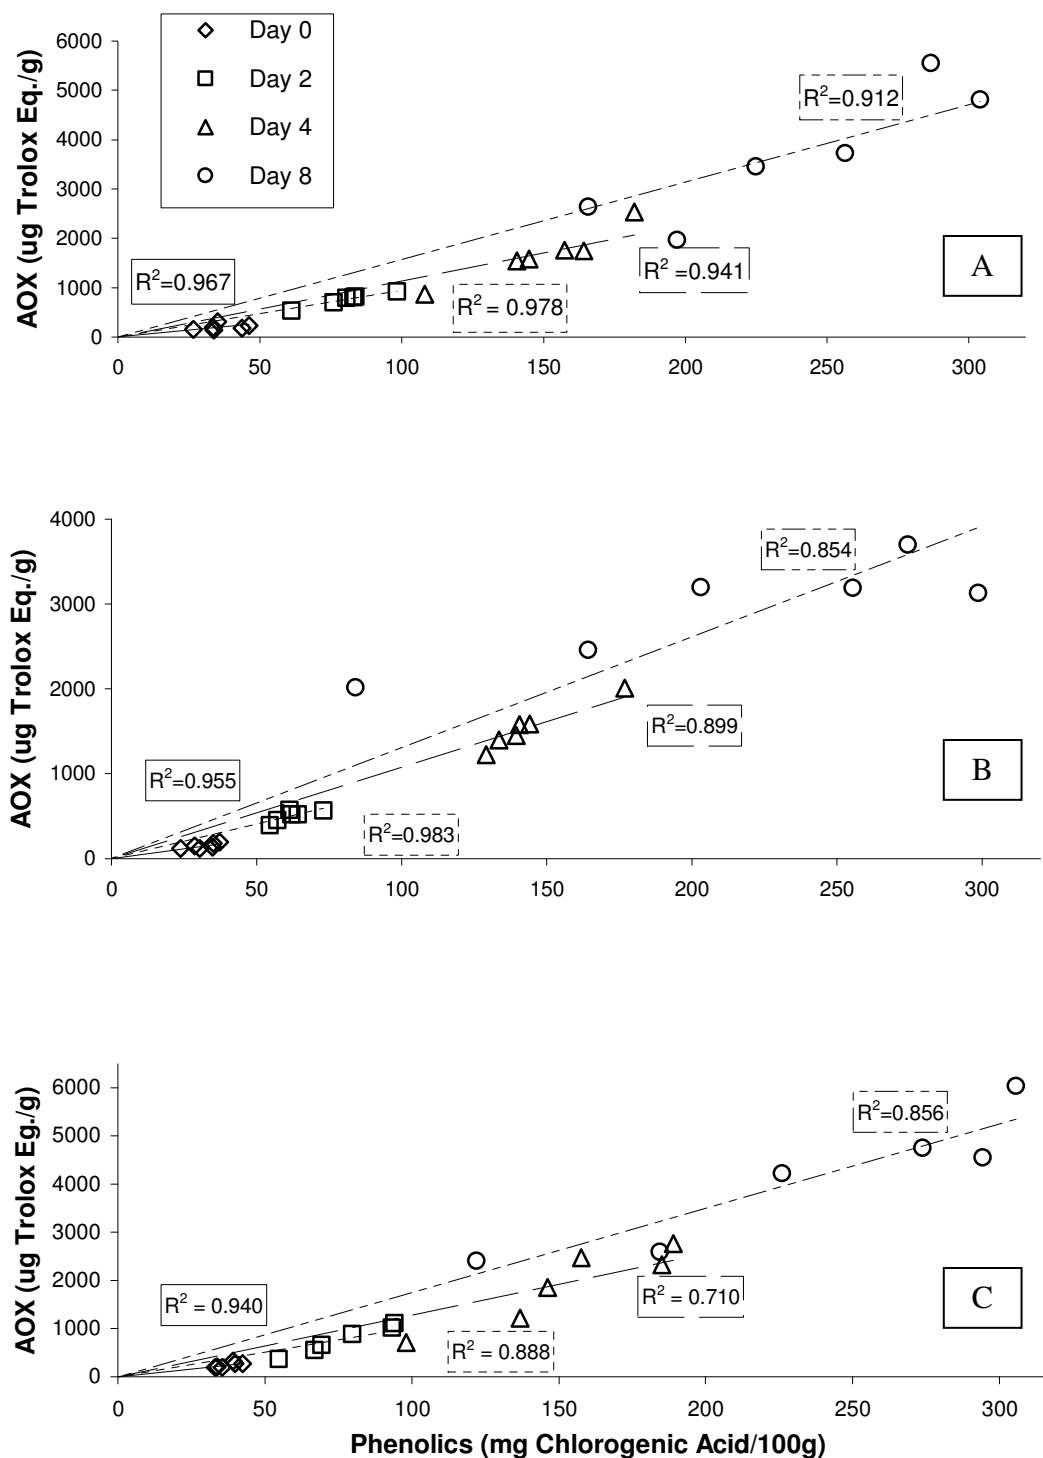 Day 0
Day 2
Day 4
Day 8
AOX (ug Trolox Eq./g)
6000
5000
4000
3000
2000
1000
0
R²=0.912
R²=0.967
R²=0.941
R² = 0.978
A
0 50 100 150 200 250 300
AOX (ug Trolox Eq./g)
4000
3000
2000
1000
0
R²=0.854
R²=0.899
R²=0.955
R²=0.983
B
0 50 100 150 200 250 300
AOX (ug Trolox Eg./g)
6000
5000
4000
3000
2000
1000
0
R²=0.856
R² = 0.940
R² = 0.710
R² = 0.888
C
0 50 100 150 200 250 300
Phenolics (mg Chlorogenic Acid/100g)